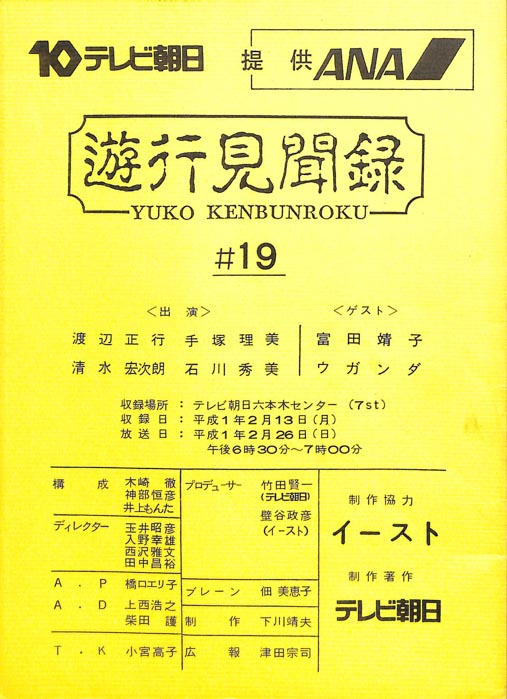 10 テレビ朝日 提供 ANA
遊行見聞録
YUKO KENBUNROKU
#19
<出演> <ゲスト>
渡辺正行 手塚理美 富田靖子
清水宏次朗 石川秀美 ウガンダ
収録場所 : テレビ朝日六本木センター (7st)
収録日 : 平成1年2月13日(月)
放送日 : 平成1年2月26日(日)
午後6時30分~7時00分
構成 木崎徹
神部恒彦
井上もんた
ディレクター 玉井昭彦
入野幸雄
西沢雅文
田中昌裕
A.P 橋口エリ子
A.D 上西浩之
柴田護
T.K 小宮高子
プロデューサー 竹田賢一
(テレビ朝日)
壁谷政彦
(イースト)
ブレーン 佃美恵子
制作 下川靖夫
広報 津田宗司
制作協力
イースト
制作著作
テレビ朝日